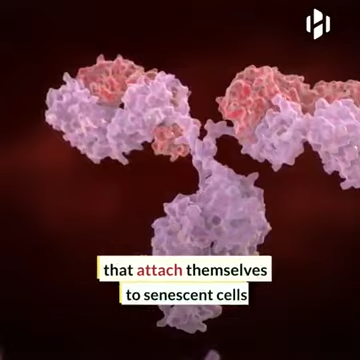 that attach themselves
to senescent cells